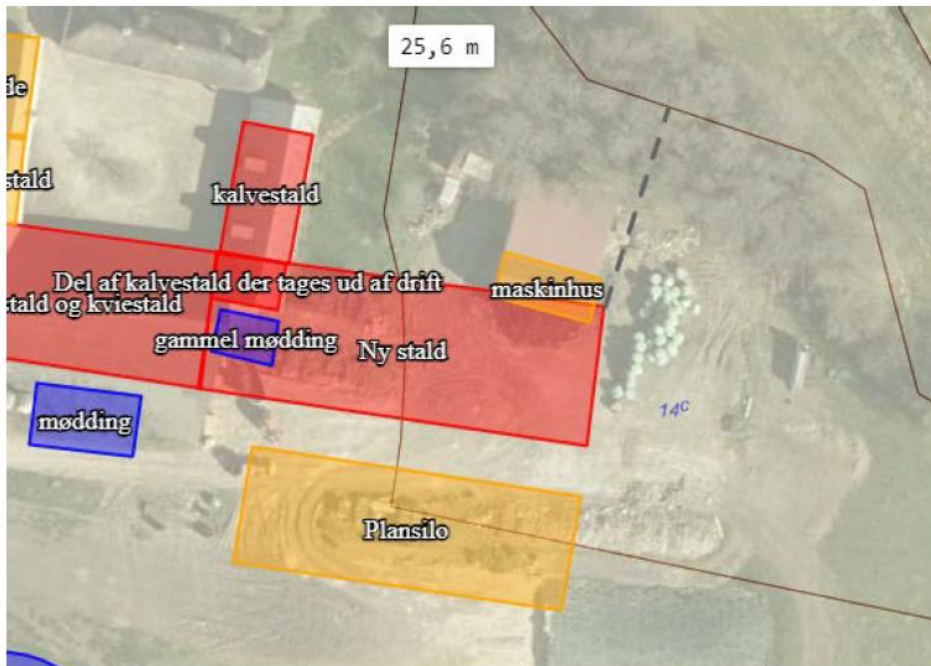 25,6 m
de
stald
kalvestald
Del af kalvestald der tages ud af drift
stald og kviestald
maskinhus
gammel mødding
Ny stald
14c
mødding
Plansilo